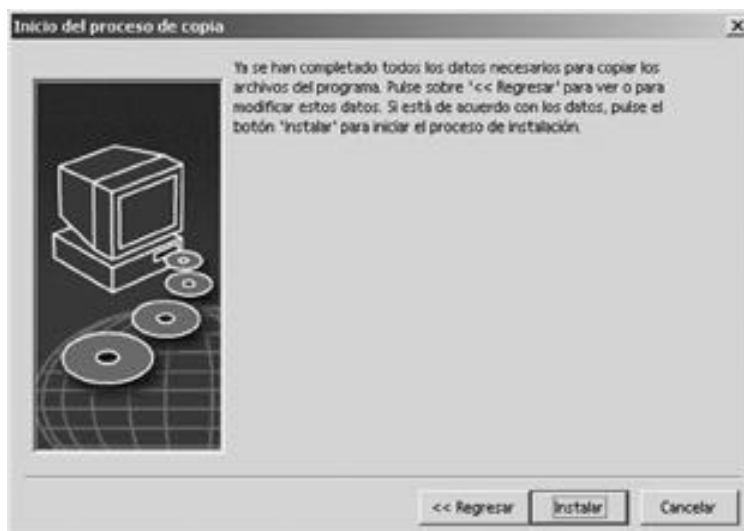 Inicio del proceso de copia
Ya se han completado todos los datos necesarios para copiar los
archivos del programa. Pulse sobre '<< Regresar' para ver o para
modificar estos datos. Si está de acuerdo con los datos, pulse el
botón 'Instalar' para iniciar el proceso de instalación.
<< Regresar Instalar Cancelar